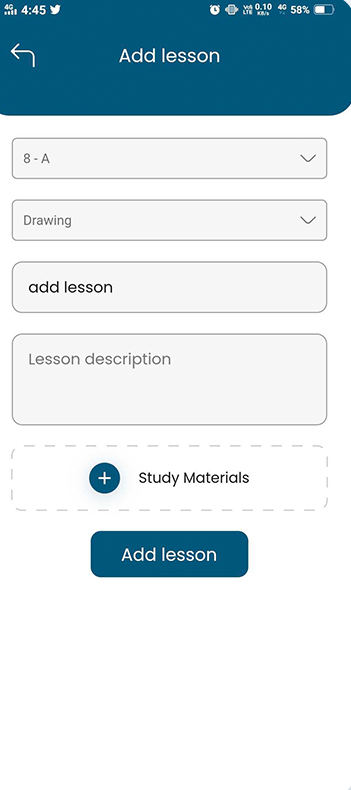 4G 4:45 Vo) LTE 0.10 KB/s 4G 58%
Add lesson
8 - A
Drawing
add lesson
Lesson description
Study Materials
Add lesson